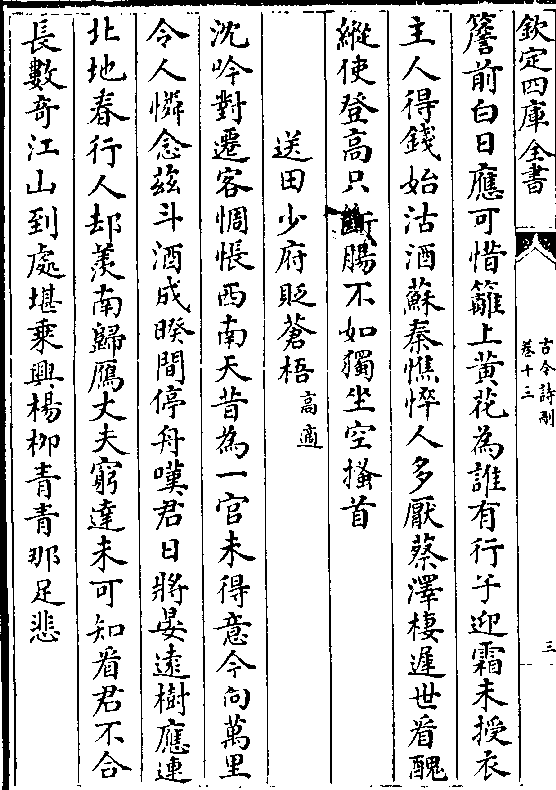 欽定四庫全書
古今詩刪
卷十三
三
簷前白日應可惜籬上黄花為誰有行子迎霜未授衣
主人得錢始沽酒蘇秦憔悴人多厭蔡澤棲遲世看醜
縱使登高只斷腸不如獨坐空搔首
送田少府貶蒼梧 高適
沈吟對遷客惆悵西南天昔為一官未得意今向萬里
令人憐念兹斗酒成暌間停舟嘆君日將晏遠樹應連
北地春行人却羡南歸鴈丈夫窮達未可知看君不合
長數奇江山到處堪乘興楊柳青青那足悲